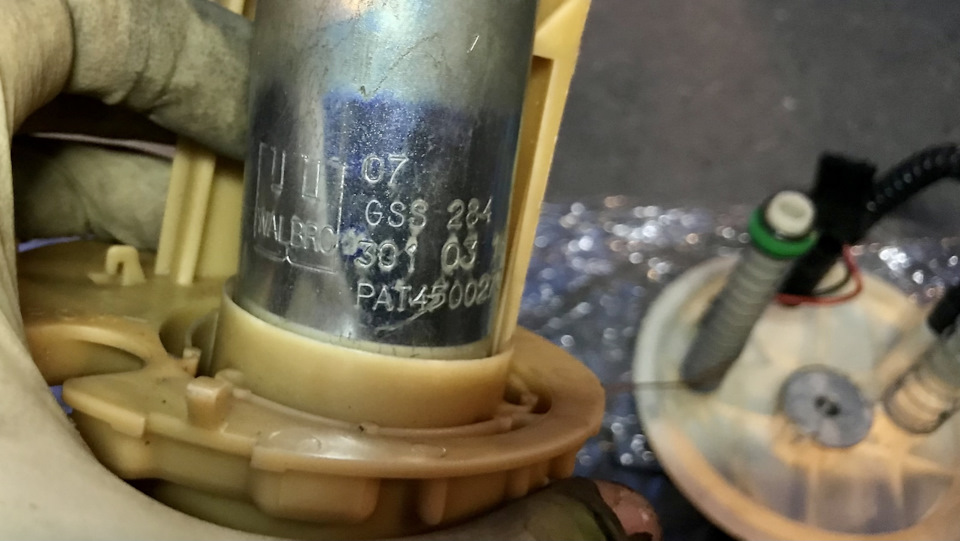 WALBRO
07
GSS 284
301 03
PAT45002